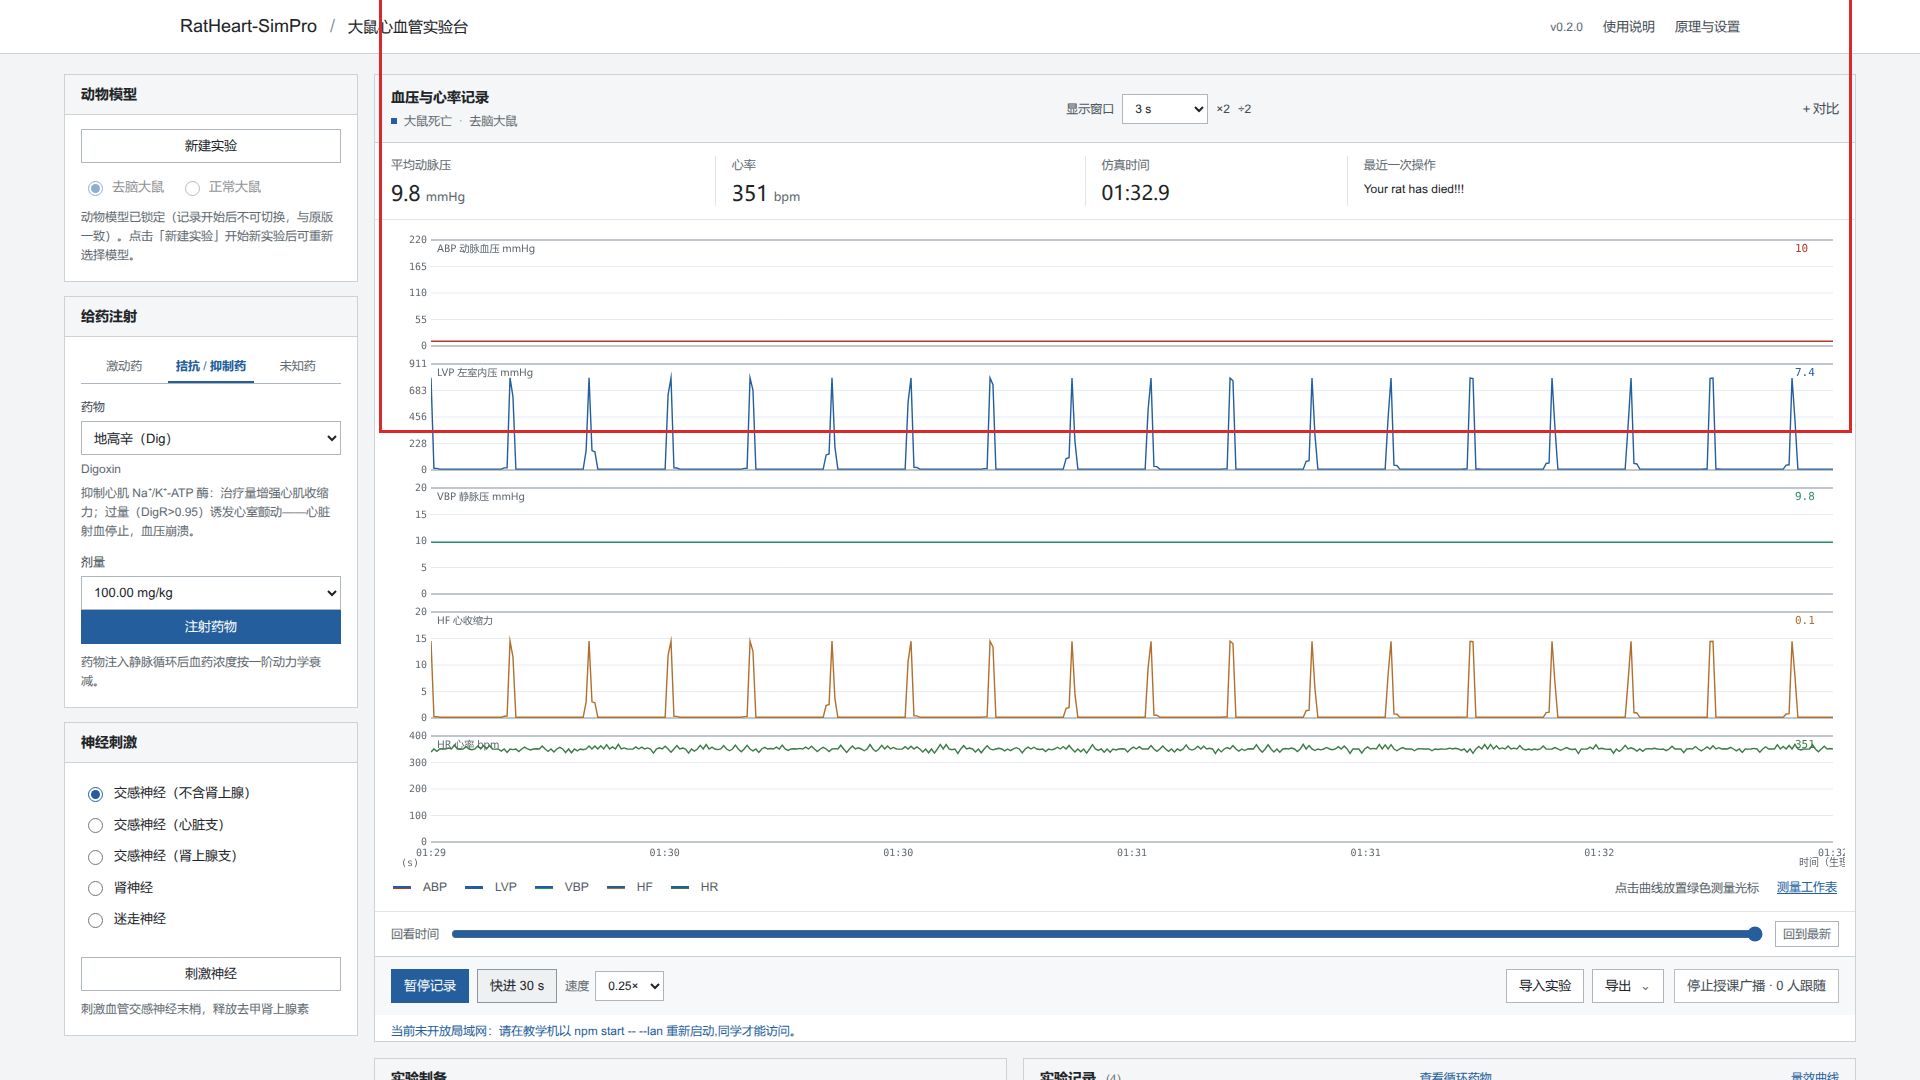 RatHeart-SimPro / 大鼠心血管实验台
v0.2.0 使用说明 原理与设置
动物模型
新建实验
去脑大鼠 正常大鼠
动物模型已锁定（记录开始后不可切换，与原版
一致）。点击「新建实验」开始新实验后可重新
选择模型。
给药注射
激动药 拮抗 / 抑制药 未知药
药物
地高辛（Dig）
Digoxin
抑制心肌 Na⁺/K⁺-ATP 酶：治疗量增强心肌收缩
力；过量（DigR>0.95）诱发心室颤动——心脏
射血停止，血压崩溃。
剂量
100.00 mg/kg
注射药物
药物注入静脉循环后血药浓度按一阶动力学衰
减。
神经刺激
交感神经（不含肾上腺）
交感神经（心脏支）
交感神经（肾上腺支）
肾神经
迷走神经
刺激神经
刺激血管交感神经末梢，释放去甲肾上腺素
血压与心率记录
大鼠死亡 · 去脑大鼠
显示窗口 3 s ×2 ÷2
+ 对比
平均动脉压
9.8 mmHg
心率
351 bpm
仿真时间
01:32.9
最近一次操作
Your rat has died!!!
220
ABP 动脉血压 mmHg
10
165
110
55
0
911
LVP 左室内压 mmHg
7.4
683
456
228
0
20
VBP 静脉压 mmHg
9.8
15
10
5
0
20
HF 心收缩力
0.1
15
10
5
0
400
HR 心率 bpm
351
300
200
100
0
01:29 01:30 01:30 01:31 01:31 01:32 01:32
(s)
时间（生理
ABP LVP VBP HF HR
点击曲线放置绿色测量光标 测量工作表
回看时间
回到最新
暂停记录 快进 30 s 速度 0.25×
导入实验 导出 停止授课广播 · 0 人跟随
当前未开放局域网：请在教学机以 npm start -- --lan 重新启动,同学才能访问。
实验制备
实验记录 (4) 查看循环药物 量效曲线